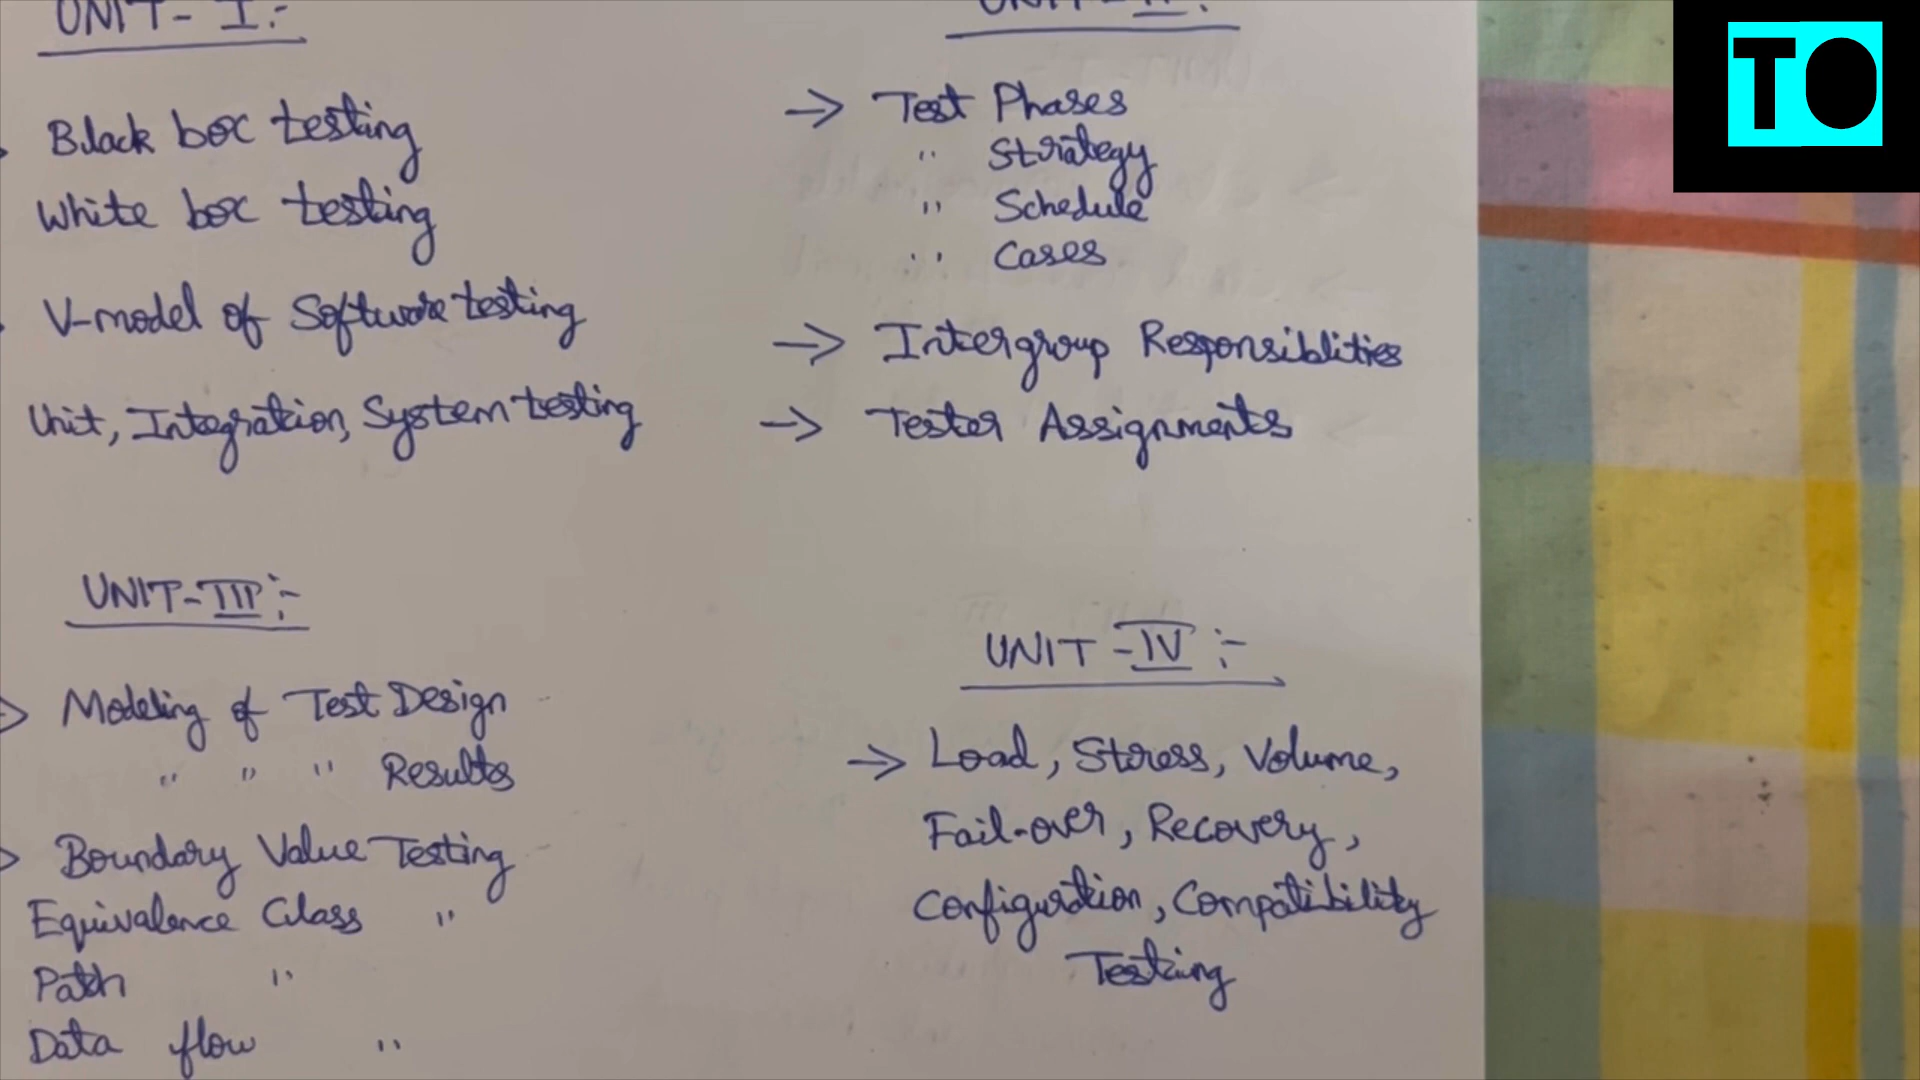 UNIT- I:-
Black box testing
White box testing
V-model of Software testing
Unit, Integration, System testing
UNIT-II:
→ Test Phases
" Strategy
" Schedule
" Cases
→ Intergroup Responsiblities
→ Tester Assignments
UNIT-III:-
→ Modeling of Test Design
" " " Results
→ Boundary Value Testing
Equivalence Class "
Path "
Data flow "
UNIT-IV:-
→ Load, Stress, Volume,
Fail-over, Recovery,
Configuration, Compatibility
Testing
TO